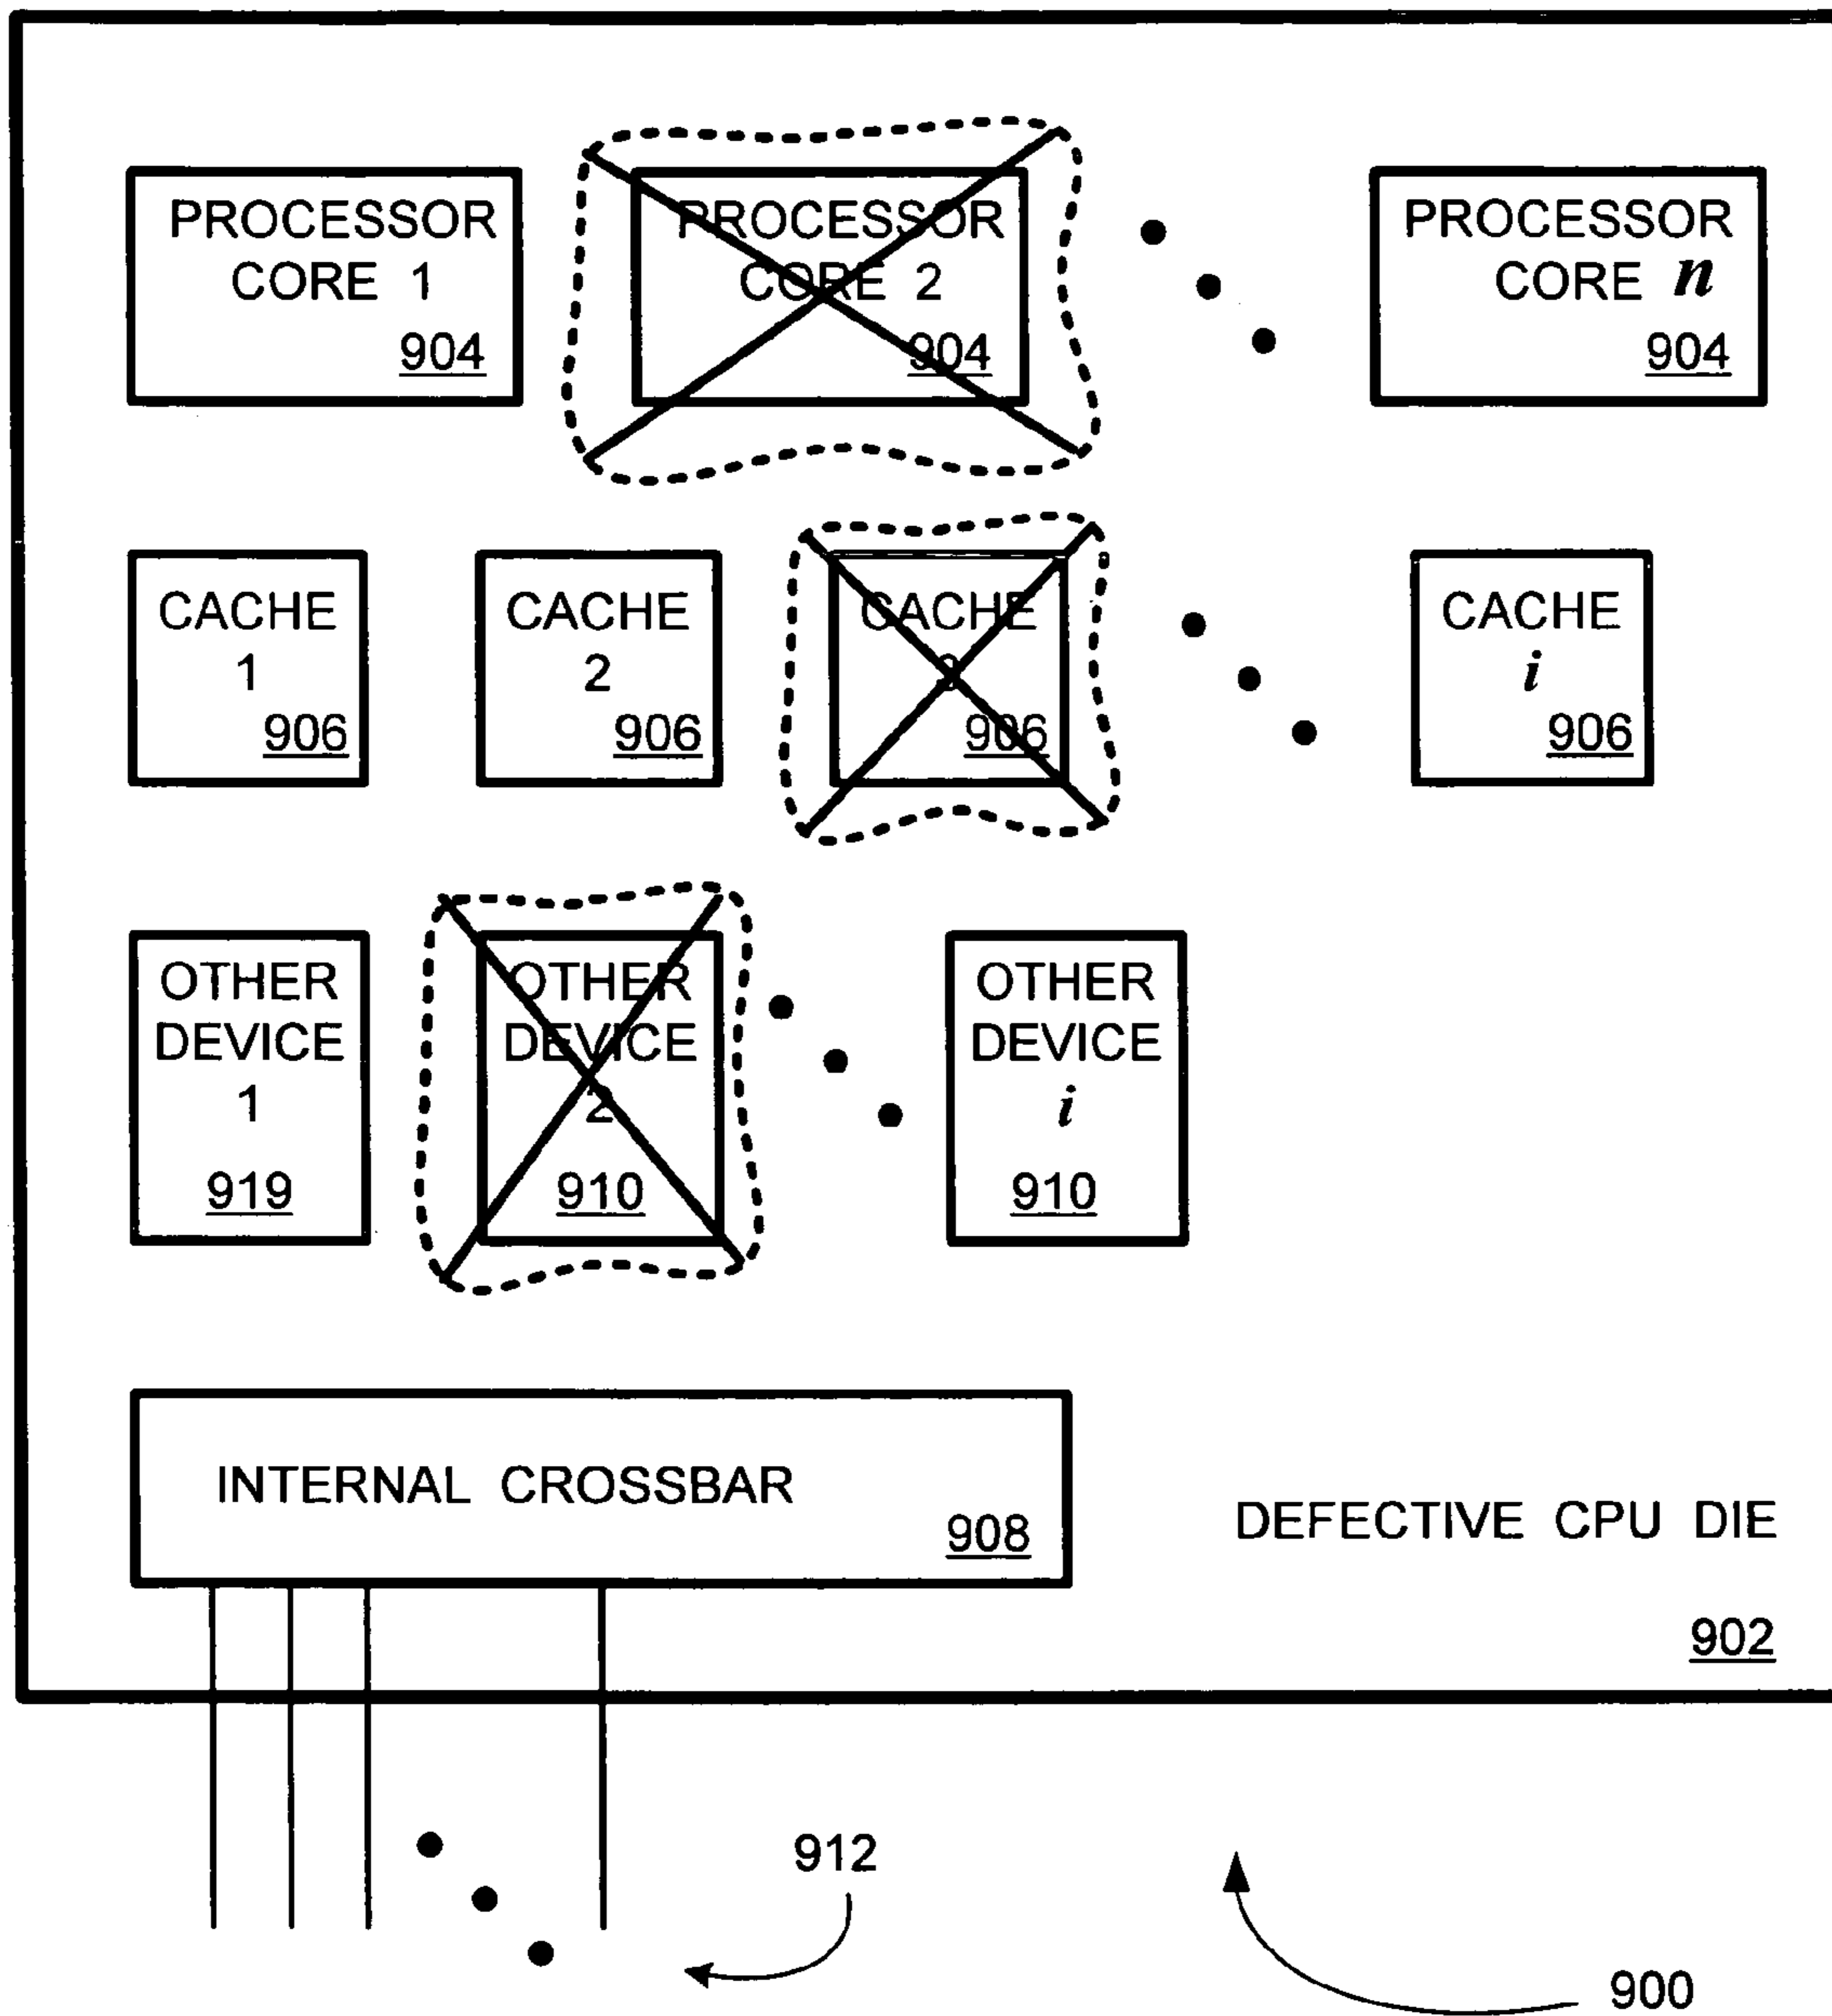 PROCESSOR
CORE 1
904
PROCESSOR
CORE 2
904
PROCESSOR
CORE n
904
CACHE
1
906
CACHE
2
906
CACHE
3
906
CACHE
i
906
OTHER
DEVICE
1
919
OTHER
DEVICE
2
910
OTHER
DEVICE
i
910
INTERNAL CROSSBAR
908
DEFECTIVE CPU DIE
902
912
900